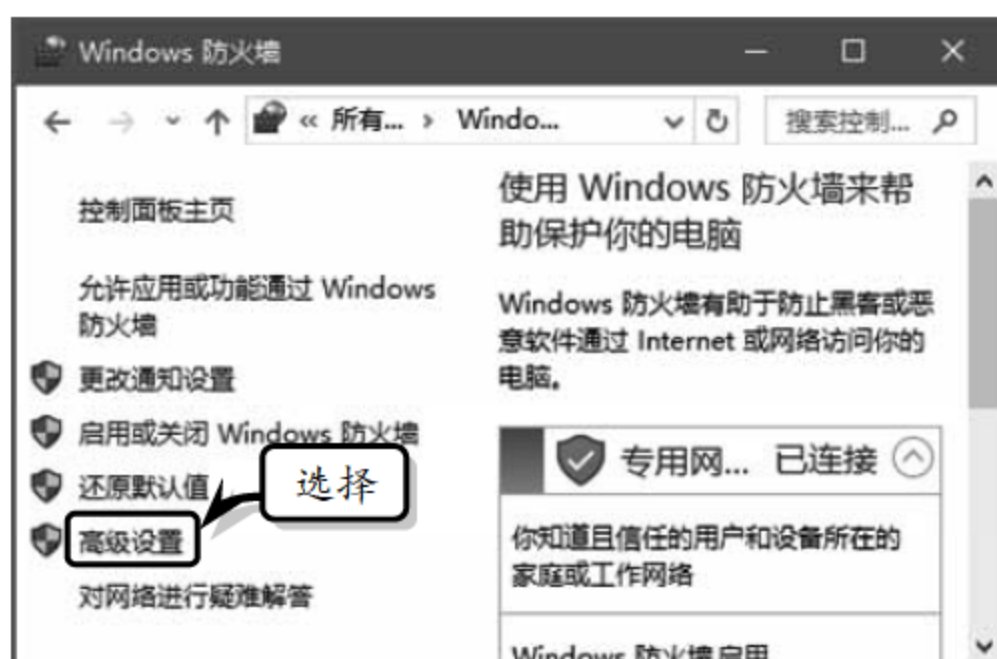 Windows 防火墙
« 所有... › Windo...
搜索控制...
控制面板主页
允许应用或功能通过 Windows
防火墙
更改通知设置
启用或关闭 Windows 防火墙
还原默认值
选择
高级设置
对网络进行疑难解答
使用 Windows 防火墙来帮
助保护你的电脑
Windows 防火墙有助于防止黑客或恶
意软件通过 Internet 或网络访问你的
电脑。
专用网... 已连接
你知道且信任的用户和设备所在的
家庭或工作网络
Windows 防火墙 启用